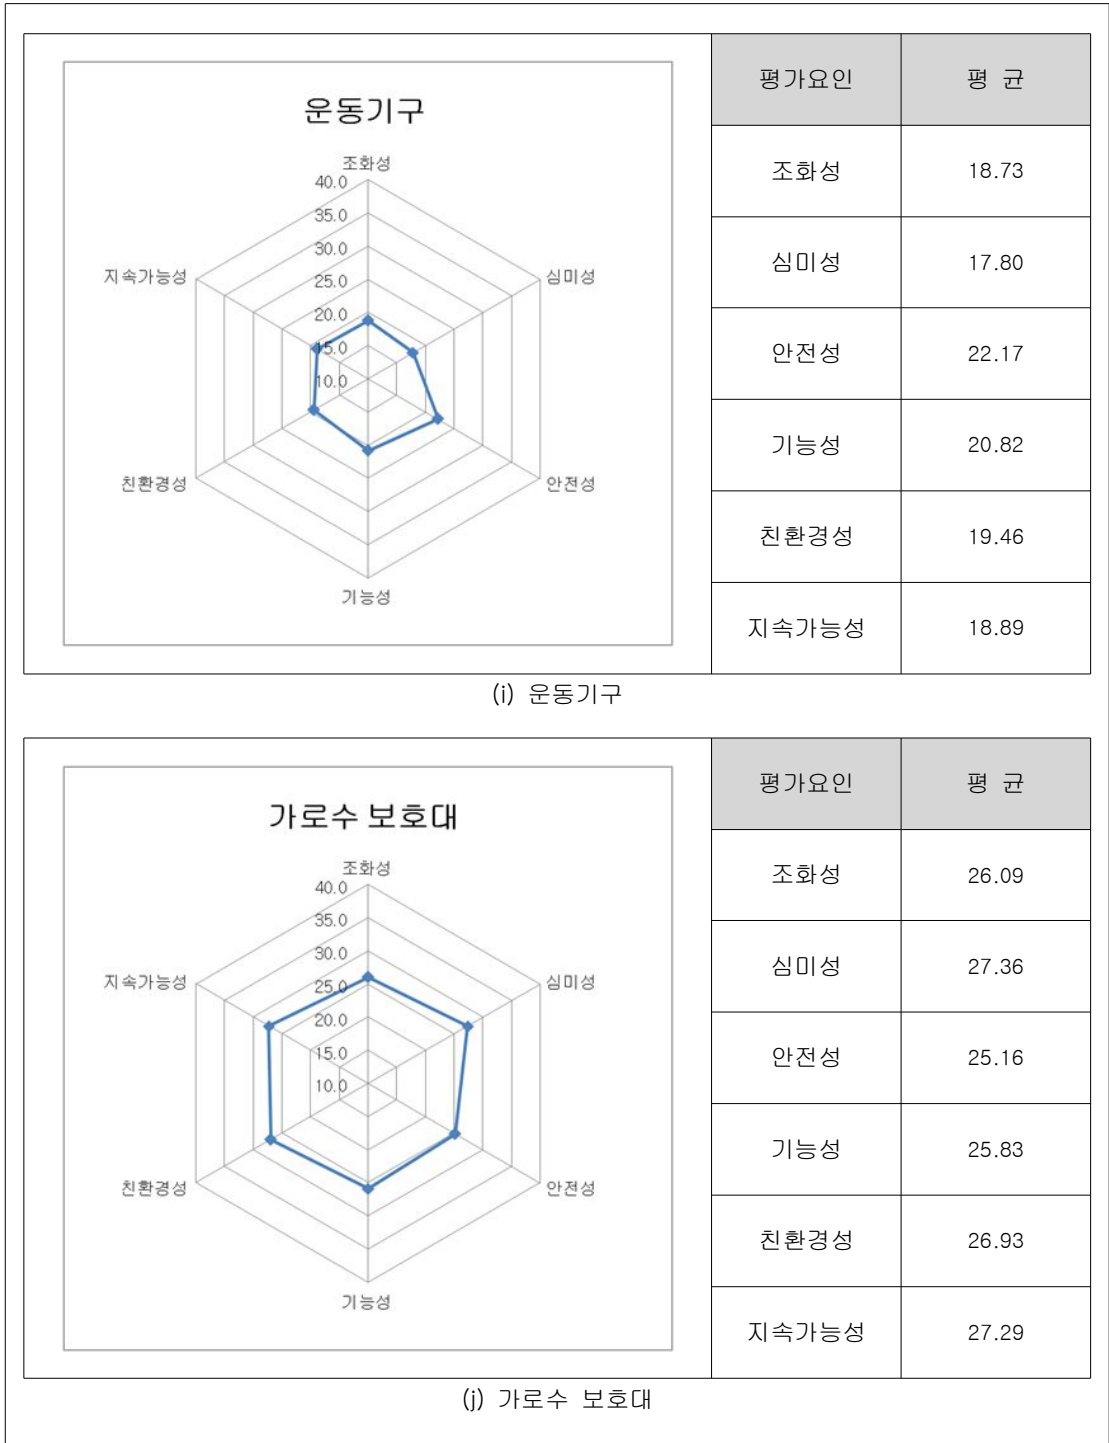 운동기구
조화성
40.0
35.0
30.0
25.0
20.0
15.0
10.0
지속가능성
심미성
친환경성
안전성
기능성
평가요인 평 균
조화성 18.73
심미성 17.80
안전성 22.17
기능성 20.82
친환경성 19.46
지속가능성 18.89
(i) 운동기구
가로수 보호대
조화성
40.0
35.0
30.0
25.0
20.0
15.0
10.0
지속가능성
심미성
친환경성
안전성
기능성
평가요인 평 균
조화성 26.09
심미성 27.36
안전성 25.16
기능성 25.83
친환경성 26.93
지속가능성 27.29
(j) 가로수 보호대